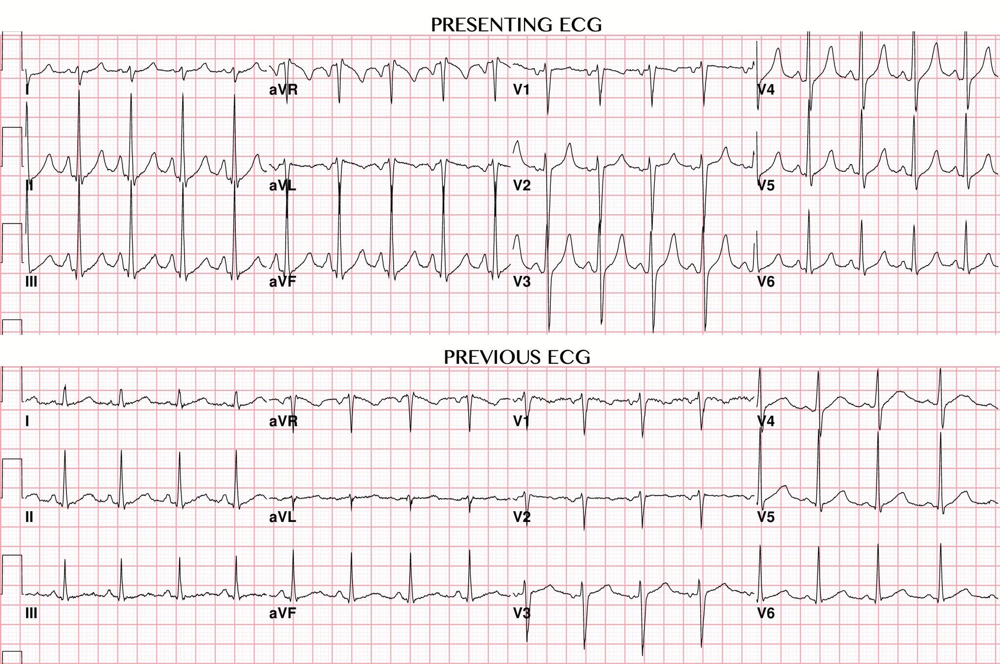 PRESENTING ECG
I aVR V1 V4
II aVL V2 V5
III aVF V3 V6
PREVIOUS ECG
I aVR V1 V4
II aVL V2 V5
III aVF V3 V6